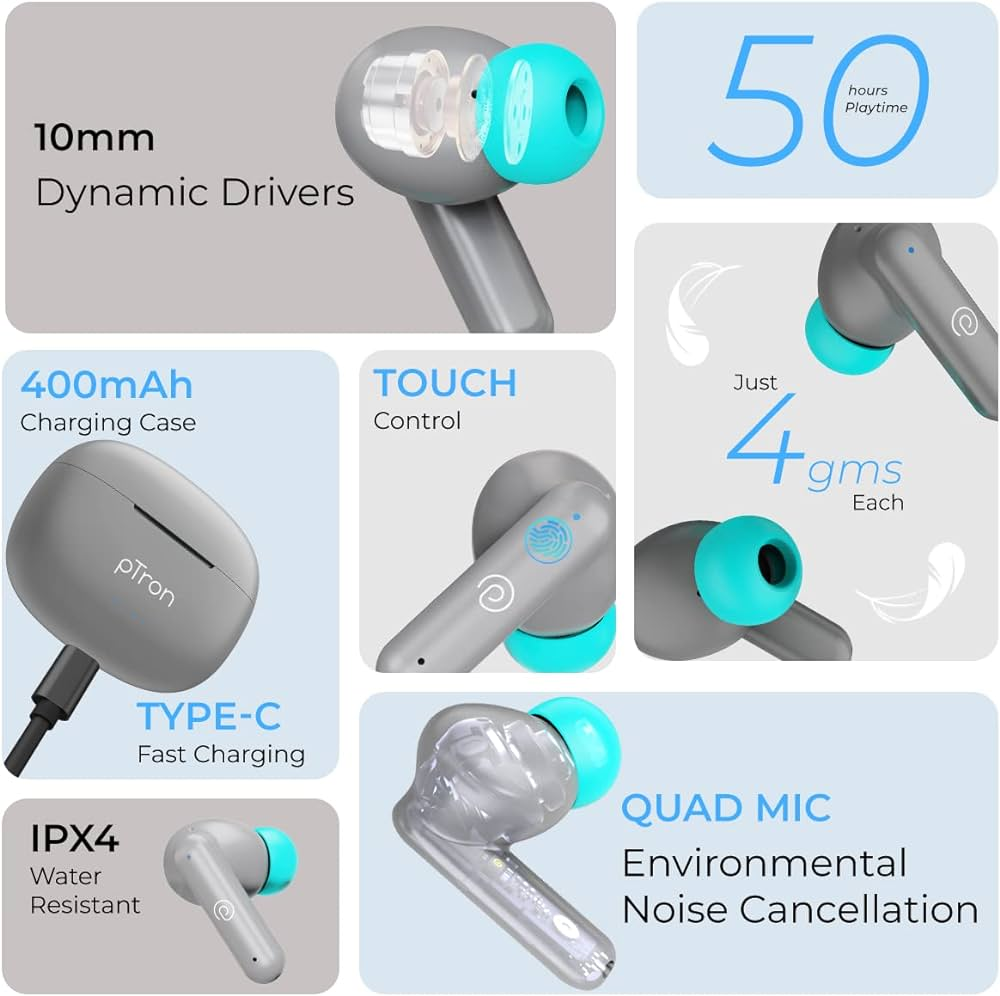 10mm
Dynamic Drivers
50
hours
Playtime
400mAh
Charging Case
pTron
TYPE-C
Fast Charging
TOUCH
Control
Just
4gms
Each
IPX4
Water
Resistant
QUAD MIC
Environmental
Noise Cancellation